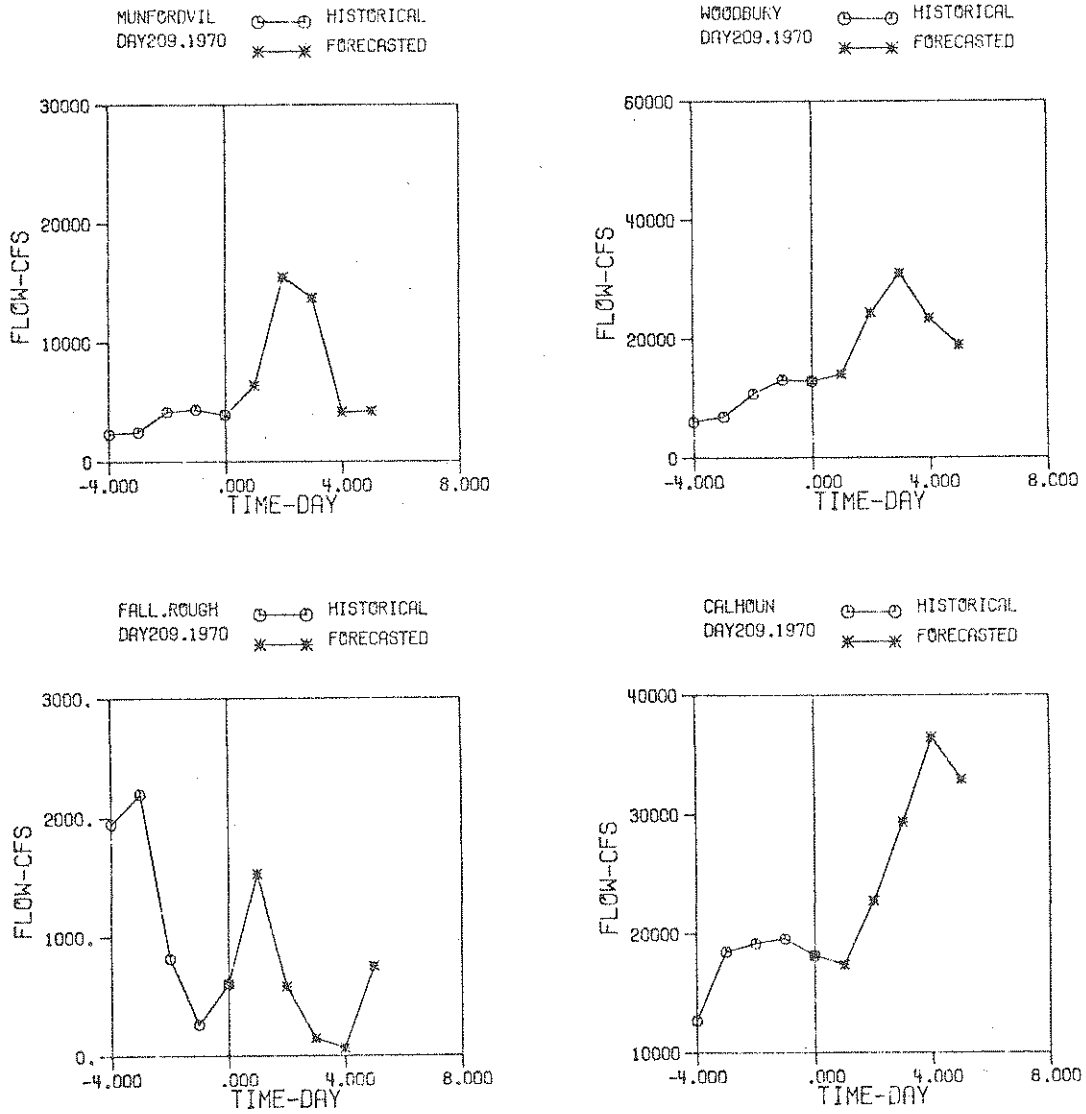 MUNFORDVIL HISTORICAL
DAY209.1970 FORECASTED
30000
20000
10000
0
FLOW-CFS
-4.000 .000 4.000 8.000
TIME-DAY
WOODBURY HISTORICAL
DAY209.1970 FORECASTED
60000
40000
20000
0
FLOW-CFS
-4.000 .000 4.000 8.000
TIME-DAY
FALL.ROUGH HISTORICAL
DAY209.1970 FORECASTED
3000.
2000.
1000.
0.
FLOW-CFS
-4.000 .000 4.000 8.000
TIME-DAY
CALHOUN HISTORICAL
DAY209.1970 FORECASTED
40000
30000
20000
10000
FLOW-CFS
-4.000 .000 4.000 8.000
TIME-DAY